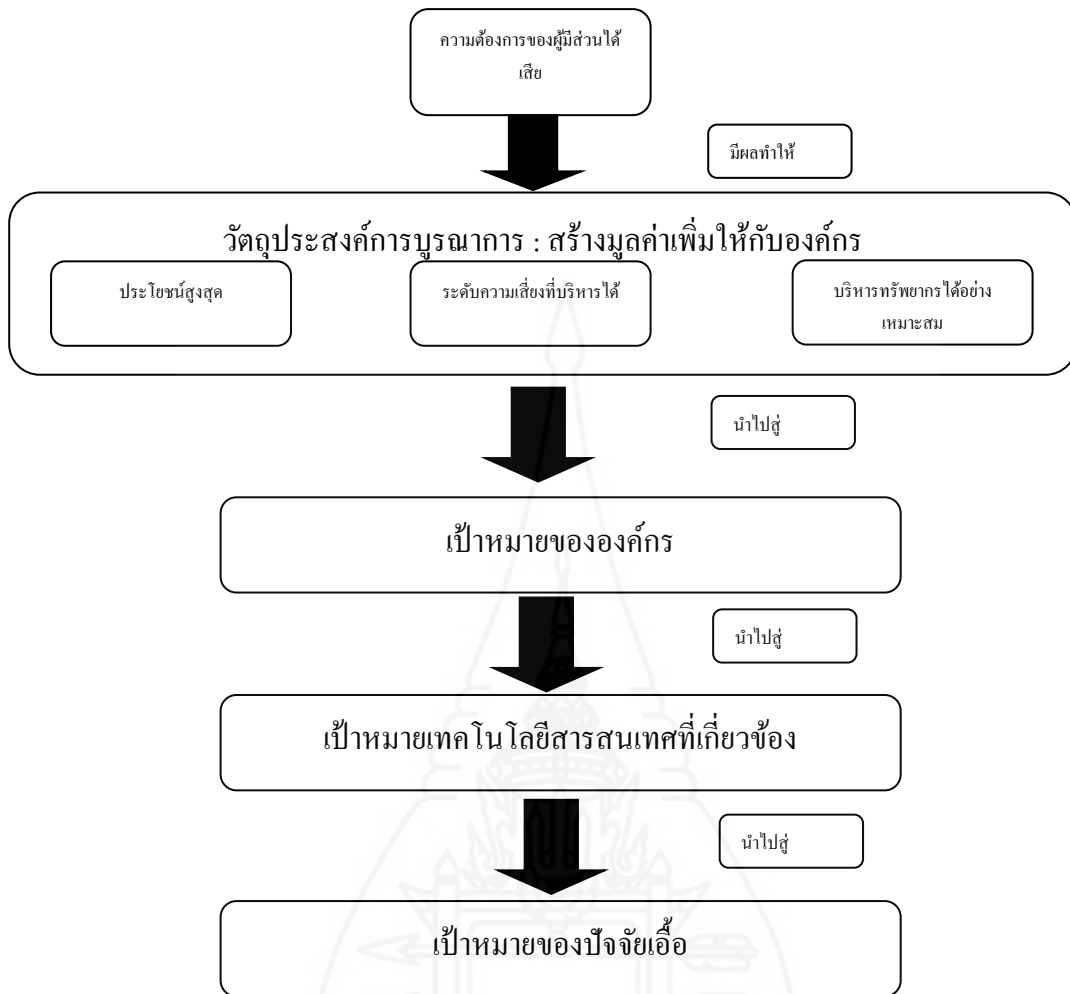 ความต้องการของผู้มีส่วนได้
เสีย
มีผลทำให้
วัตถุประสงค์การบูรณาการ : สร้างมูลค่าเพิ่มให้กับองค์กร
ประโยชน์สูงสุด
ระดับความเสี่ยงที่บริหารได้
บริหารทรัพยากรได้อย่าง
เหมาะสม
นำไปสู่
เป้าหมายขององค์กร
นำไปสู่
เป้าหมายเทคโนโลยีสารสนเทศที่เกี่ยวข้อง
นำไปสู่
เป้าหมายของปัจจัยเอื้อ